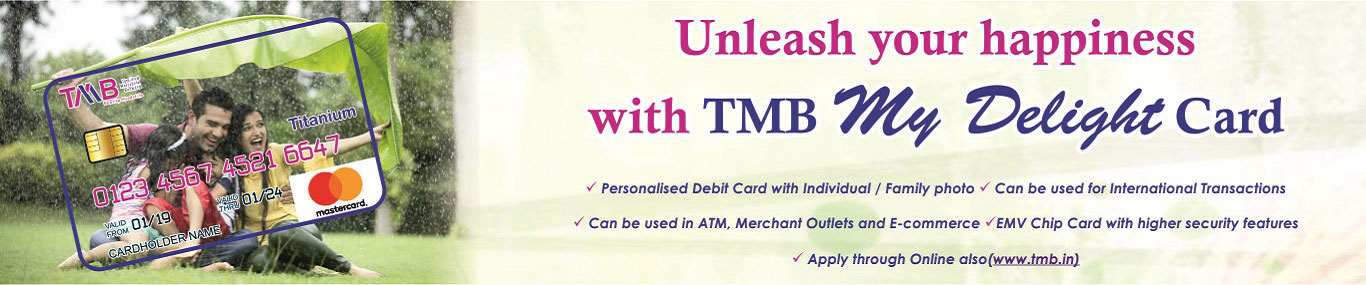 TMB
Titanium
0123 4567 4521 6647
VALID FROM 01/19 VALID THRU 01/24
CARDHOLDER NAME
mastercard.
Unleash your happiness
with TMB My Delight Card
✓ Personalised Debit Card with Individual / Family photo ✓ Can be used for International Transactions
✓ Can be used in ATM, Merchant Outlets and E-commerce ✓EMV Chip Card with higher security features
✓ Apply through Online also(www.tmb.in)